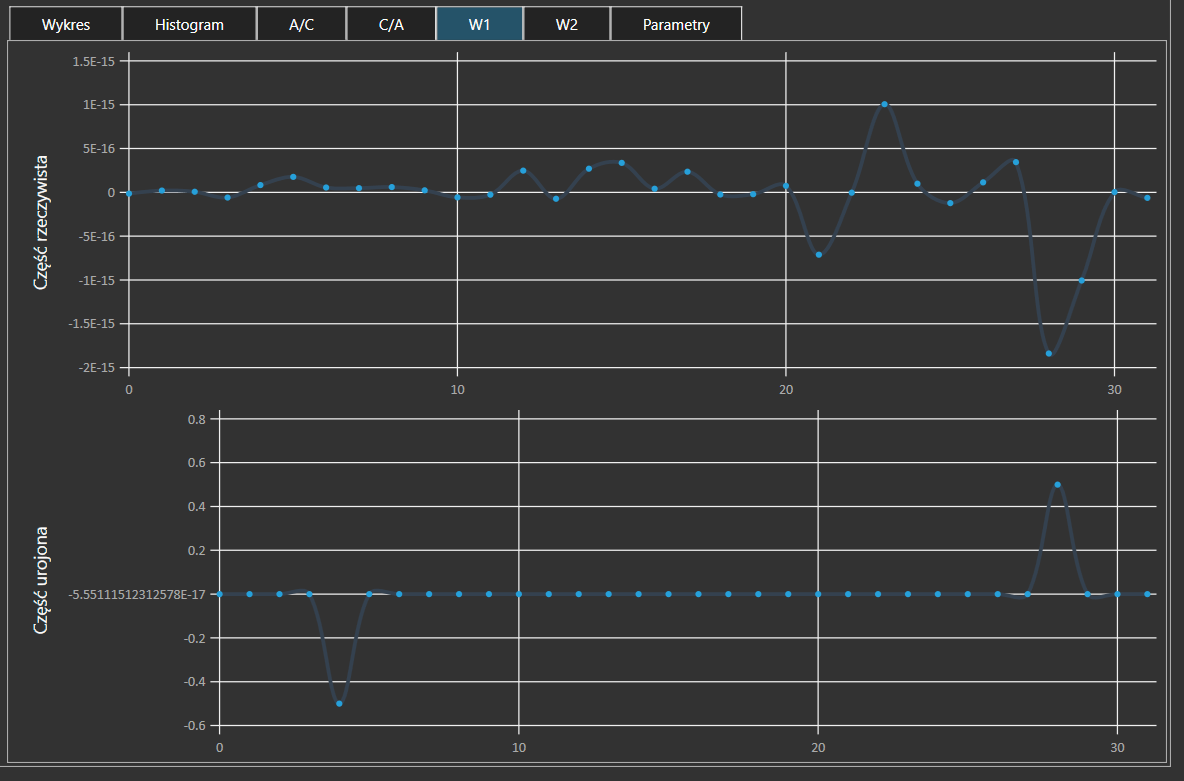 Wykres Histogram A/C C/A W1 W2 Parametry
Część rzeczywista
1.5E-15
1E-15
5E-16
0
-5E-16
-1E-15
-1.5E-15
-2E-15
0 10 20 30
Część urojona
0.8
0.6
0.4
0.2
-5.55111512312578E-17
-0.2
-0.4
-0.6
0 10 20 30